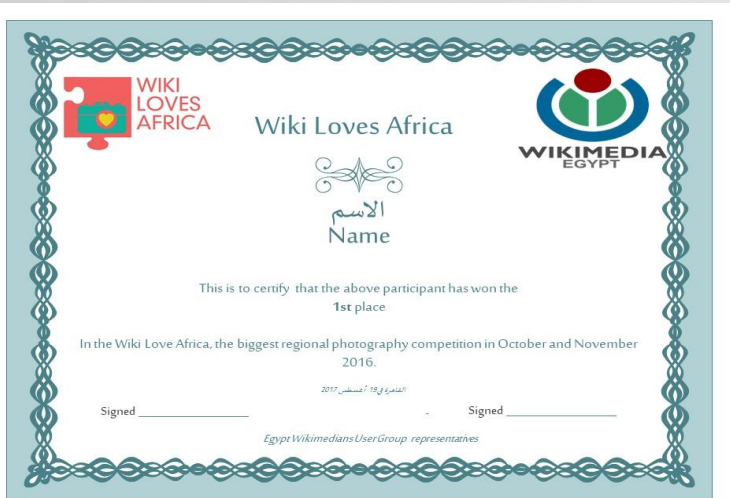 WIKI
LOVES
AFRICA
Wiki Loves Africa
WIKIMEDIA
EGYPT
الاسم
Name
This is to certify that the above participant has won the
1st place
In the Wiki Love Africa, the biggest regional photography competition in October and November
2016.
القاهرة في 19 أغسطس 2017
Signed ____________________ - Signed ____________________
Egypt Wikimedians User Group representatives